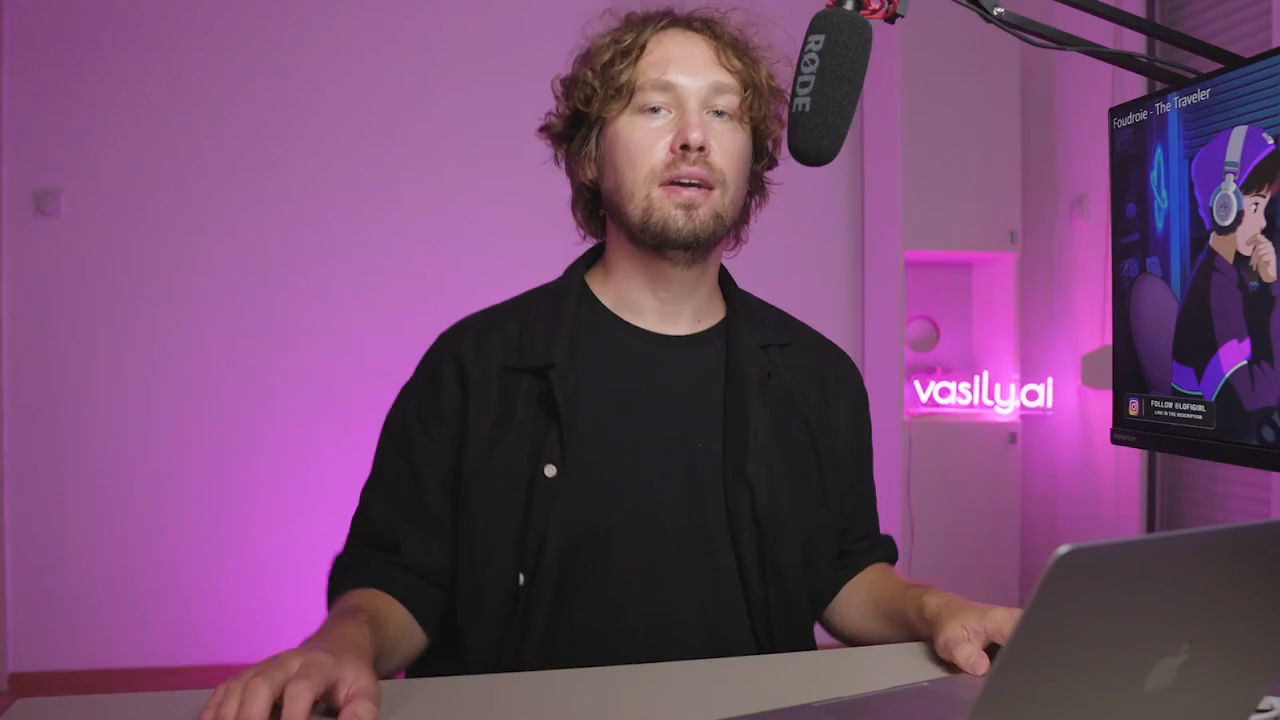 RØDE
Foudroie - The Traveler
vasily.ai
FOLLOW @LOFIGIRL
LINK IN THE DESCRIPTION